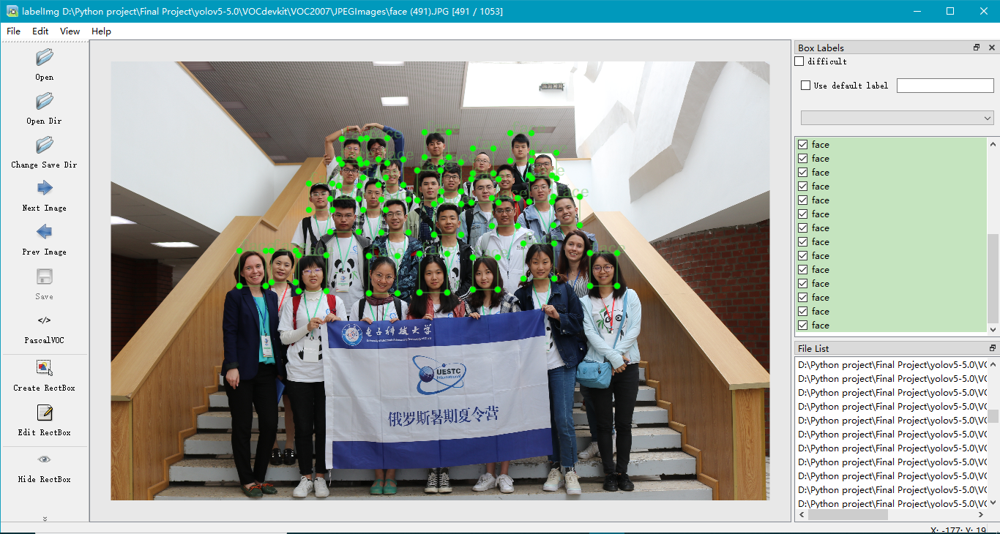 labelImg D:\Python project\Final Project\yolov5-5.0\VOCdevkit\VOC2007\JPEGImages\face (491).JPG [491 / 1053]
File Edit View Help
Open
Open Dir
Change Save Dir
Next Image
Prev Image
Save
</>
PascalVOC
Create RectBox
Edit RectBox
Hide RectBox
电子科技大学
University of Electronic Science and Technology of China
UESTC
International
俄罗斯暑期夏令营
Box Labels
difficult
Use default label
face
face
face
face
face
face
face
face
face
face
face
face
face
face
File List
D:\Python project\Final Project\yolov5-5.0\VO
D:\Python project\Final Project\yolov5-5.0\VO
D:\Python project\Final Project\yolov5-5.0\VO
D:\Python project\Final Project\yolov5-5.0\VO
D:\Python project\Final Project\yolov5-5.0\VO
D:\Python project\Final Project\yolov5-5.0\VO
D:\Python project\Final Project\yolov5-5.0\VO
D:\Python project\Final Project\yolov5-5.0\VO
D:\Python project\Final Project\yolov5-5.0\VO
D:\Python project\Final Project\yolov5-5.0\VO
D:\Python project\Final Project\yolov5-5.0\VO
X: -177; Y: 19